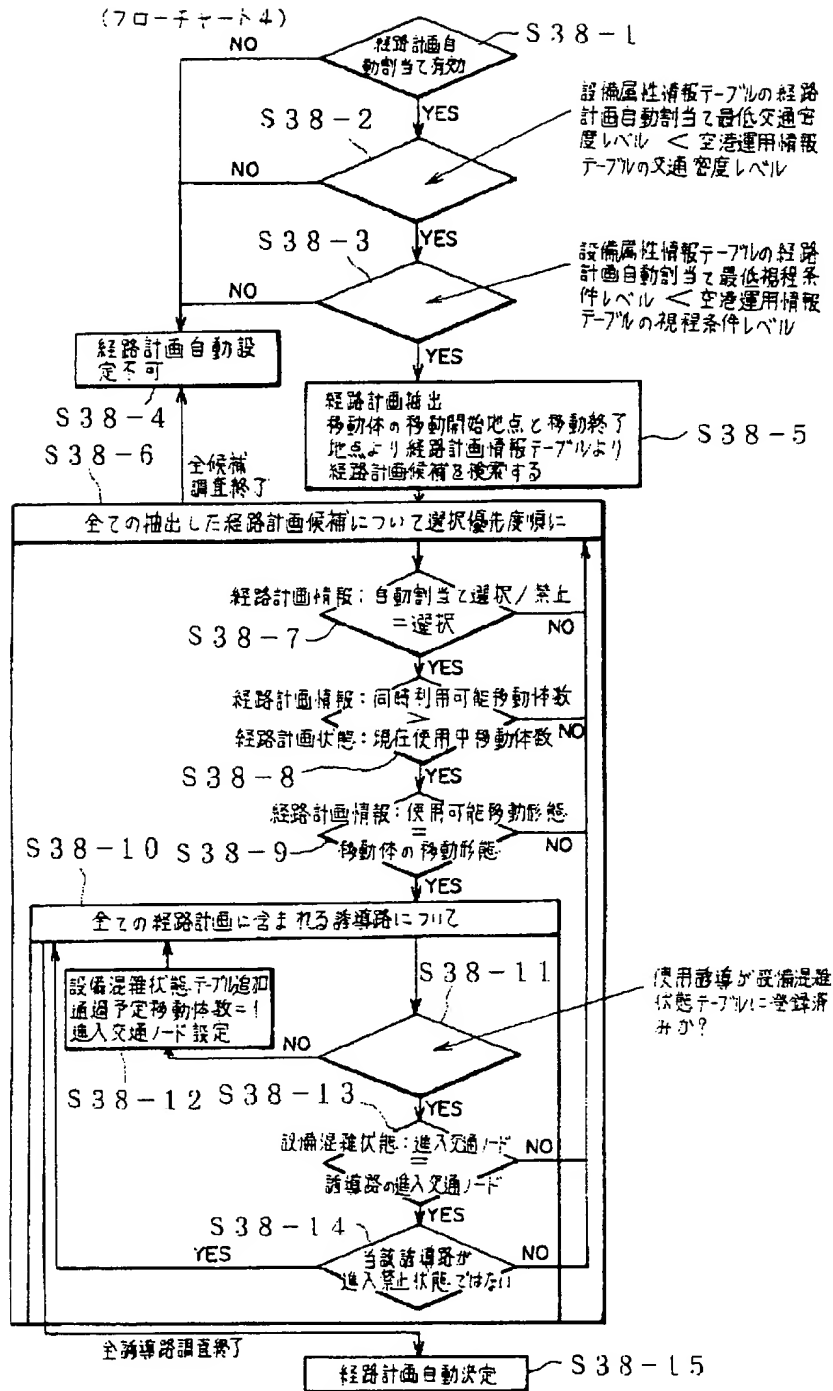 (フローチャート4)
NO
経路計画自
動割当て有効
S38-1
YES
S38-2
設備属性情報テーブルの経路
計画自動割当て最低交通密
度レベル < 空港運用情報
テーブルの交通密度レベル
NO
YES
S38-3
設備属性情報テーブルの経路
計画自動割当て最低視程条
件レベル < 空港運用情報
テーブルの視程条件レベル
NO
YES
経路計画自動設
定不可
S38-4
経路計画抽出
移動体の移動開始地点と移動終了
地点より経路計画情報テーブルより
経路計画候補を検索する
S38-5
S38-6
全候補
調査終了
全ての抽出した経路計画候補について選択優先度順に
経路計画情報:自動割当て選択/禁止
=選択
NO
S38-7
YES
経路計画情報:同時利用可能移動体数
>
NO
経路計画状態:現在使用中移動体数
S38-8
YES
経路計画情報:使用可能移動形態
=
NO
移動体の移動形態
S38-9
S38-10
YES
全ての経路計画に含まれる誘導路について
設備混雑状態テーブル追加
通過予定移動体数=1
進入交通ノード設定
S38-11
使用誘導が設備混雑
状態テーブルに登録済
みか?
NO
S38-12
S38-13
YES
設備混雑状態:進入交通ノード
NO
=
誘導路の進入交通ノード
S38-14
YES
YES
当該誘導路が
進入禁止状態ではない
NO
全誘導路調査終了
経路計画自動決定
S38-15